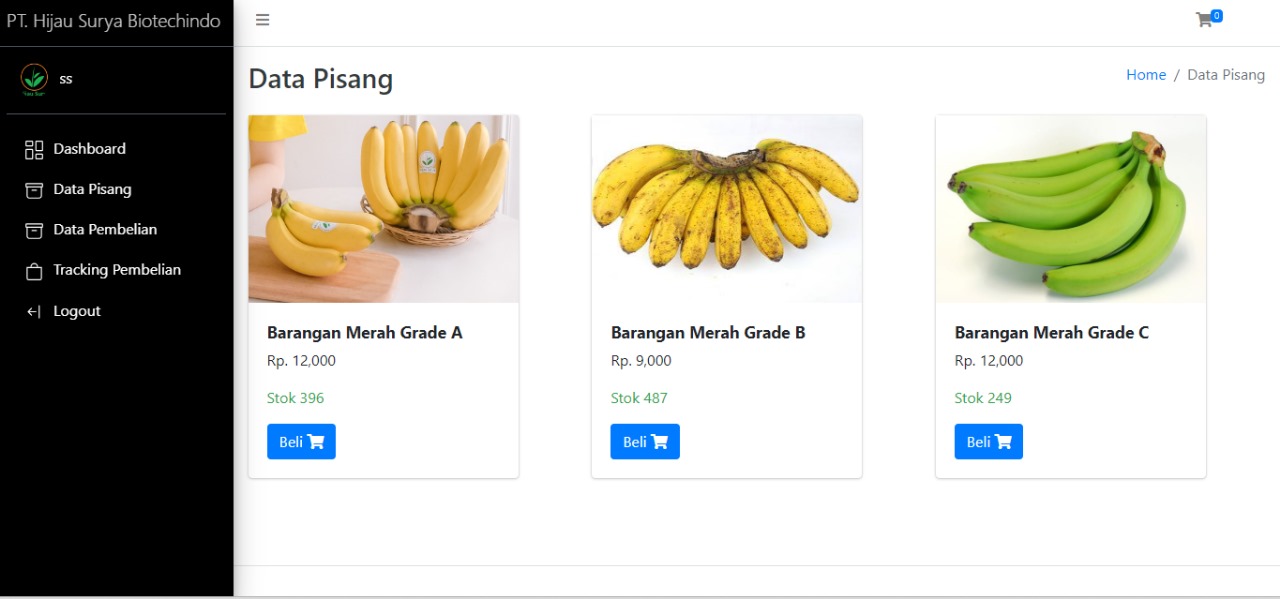 PT. Hijau Surya Biotechindo
0
ss
Data Pisang
Home / Data Pisang
Dashboard
Data Pisang
Data Pembelian
Tracking Pembelian
Logout
Barangan Merah Grade A
Rp. 12,000
Stok 396
Beli
Barangan Merah Grade B
Rp. 9,000
Stok 487
Beli
Barangan Merah Grade C
Rp. 12,000
Stok 249
Beli